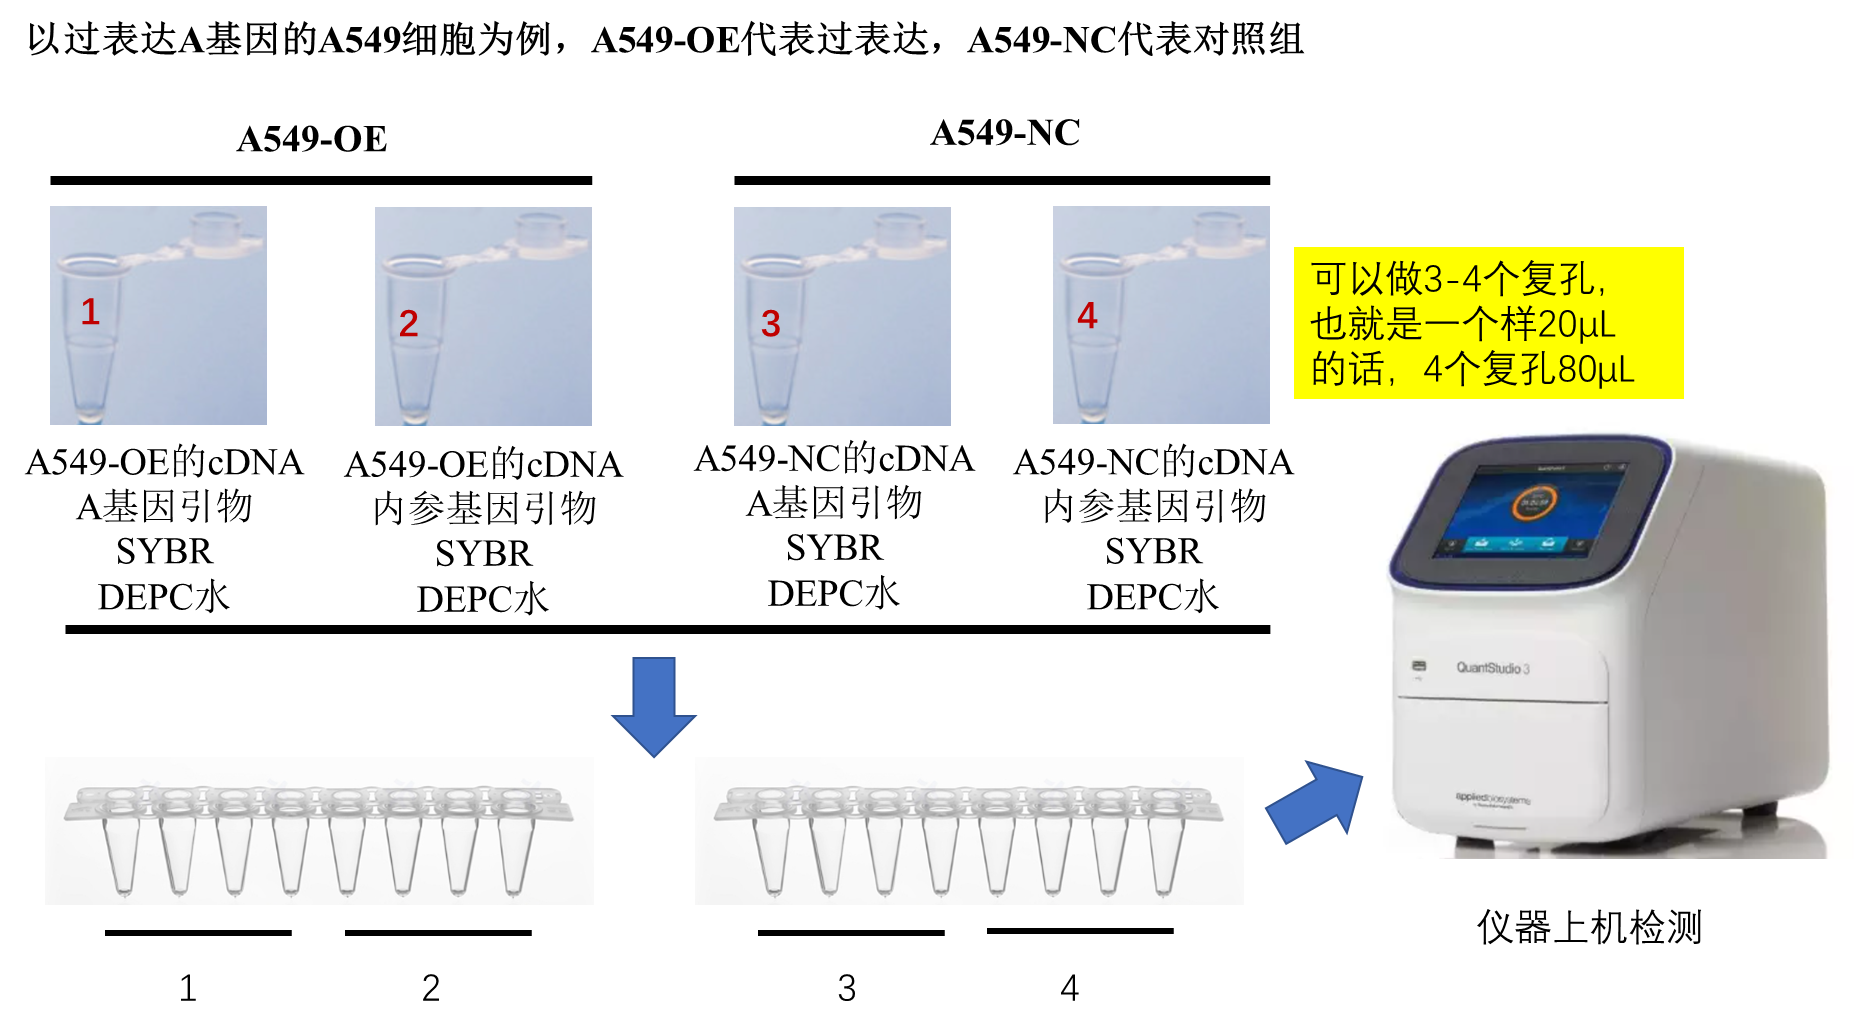 以过表达A基因的A549细胞为例，A549-OE代表过表达，A549-NC代表对照组
A549-OE
A549-NC
1
2
3
4
可以做3-4个复孔，
也就是一个样20μL
的话，4个复孔80μL
A549-OE的cDNA
A基因引物
SYBR
DEPC水
A549-OE的cDNA
内参基因引物
SYBR
DEPC水
A549-NC的cDNA
A基因引物
SYBR
DEPC水
A549-NC的cDNA
内参基因引物
SYBR
DEPC水
QuantStudio 3
appliedbiosystems
1
2
3
4
仪器上机检测